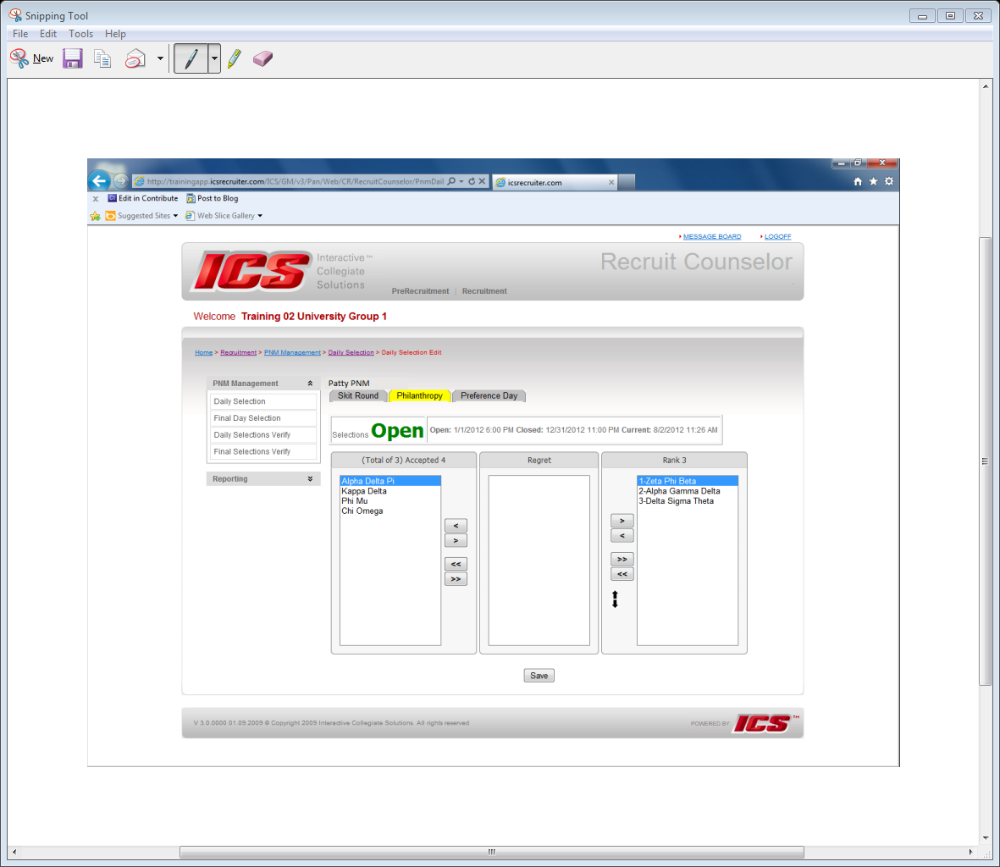 Snipping Tool
File Edit Tools Help
New
http://trainingapp.icsrecruiter.com/ICS/GM/v3/Pan/Web/CR/RecruitCounselor/PnmDail
icsrecruiter.com
x Edit in Contribute Post to Blog
Suggested Sites Web Slice Gallery
MESSAGE BOARD LOGOFF
ICS
Interactive™
Collegiate
Solutions
Recruit Counselor
PreRecruitment | Recruitment
Welcome Training 02 University Group 1
Home > Recruitment > PNM Management > Daily Selection > Daily Selection Edit
PNM Management
Daily Selection
Final Day Selection
Daily Selections Verify
Final Selections Verify
Reporting
Patty PNM
Skit Round Philanthropy Preference Day
Selections Open Open: 1/1/2012 6:00 PM Closed: 12/31/2012 11:00 PM Current: 8/2/2012 11:26 AM
(Total of 3) Accepted 4
Alpha Delta Pi
Kappa Delta
Phi Mu
Chi Omega
<
>
<<
>>
Regret
Rank 3
>
<
>>
<<
1-Zeta Phi Beta
2-Alpha Gamma Delta
3-Delta Sigma Theta
Save
V 3.0.0000 01.09.2009 © Copyright 2009 Interactive Collegiate Solutions. All rights reserved
POWERED BY ICS™